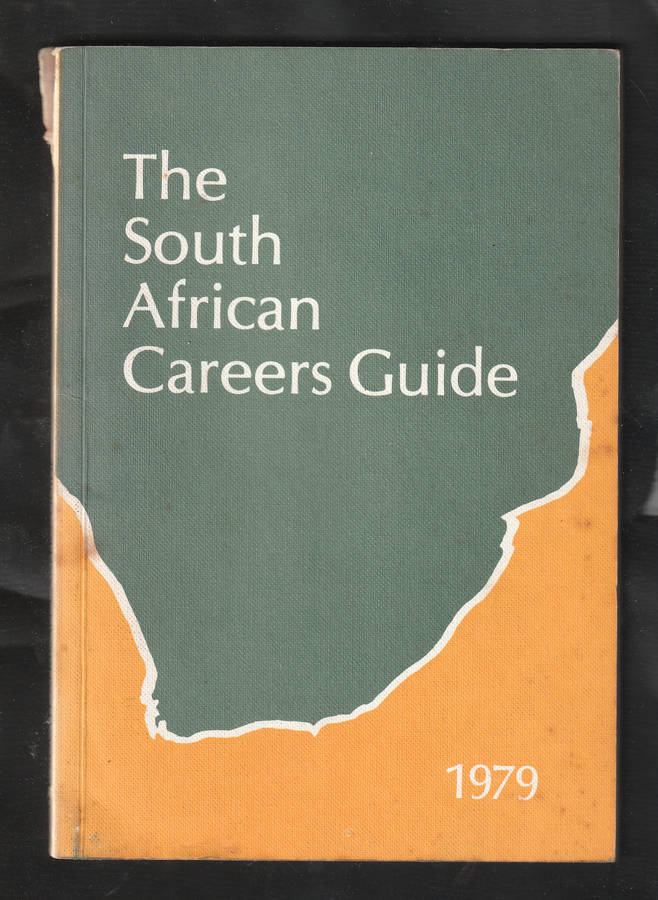 The
South
African
Careers Guide
1979